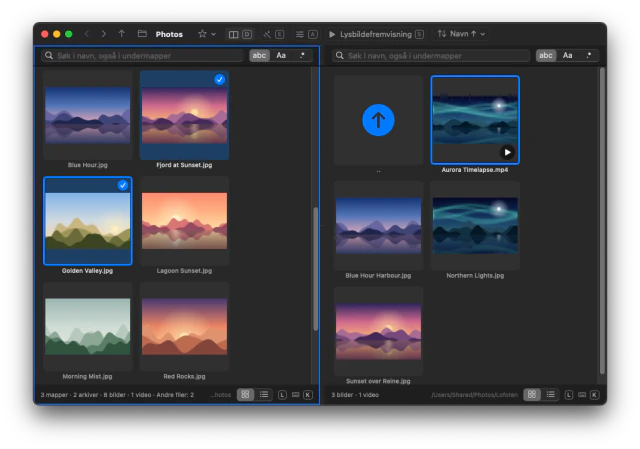 Photos
D
E
A
Lysbildefremvisning S
Navn
Søk i navn, også i undermapper
abc Aa .*
Søk i navn, også i undermapper
abc Aa .*
Blue Hour.jpg
Fjord at Sunset.jpg
Golden Valley.jpg
Lagoon Sunset.jpg
Morning Mist.jpg
Red Rocks.jpg
3 mapper · 2 arkiver · 8 bilder · 1 video · Andre filer: 2
...hotos
L
K
..
Aurora Timelapse.mp4
Blue Hour Harbour.jpg
Northern Lights.jpg
Sunset over Reine.jpg
3 bilder · 1 video
/Users/Shared/Photos/Lofoten
L
K